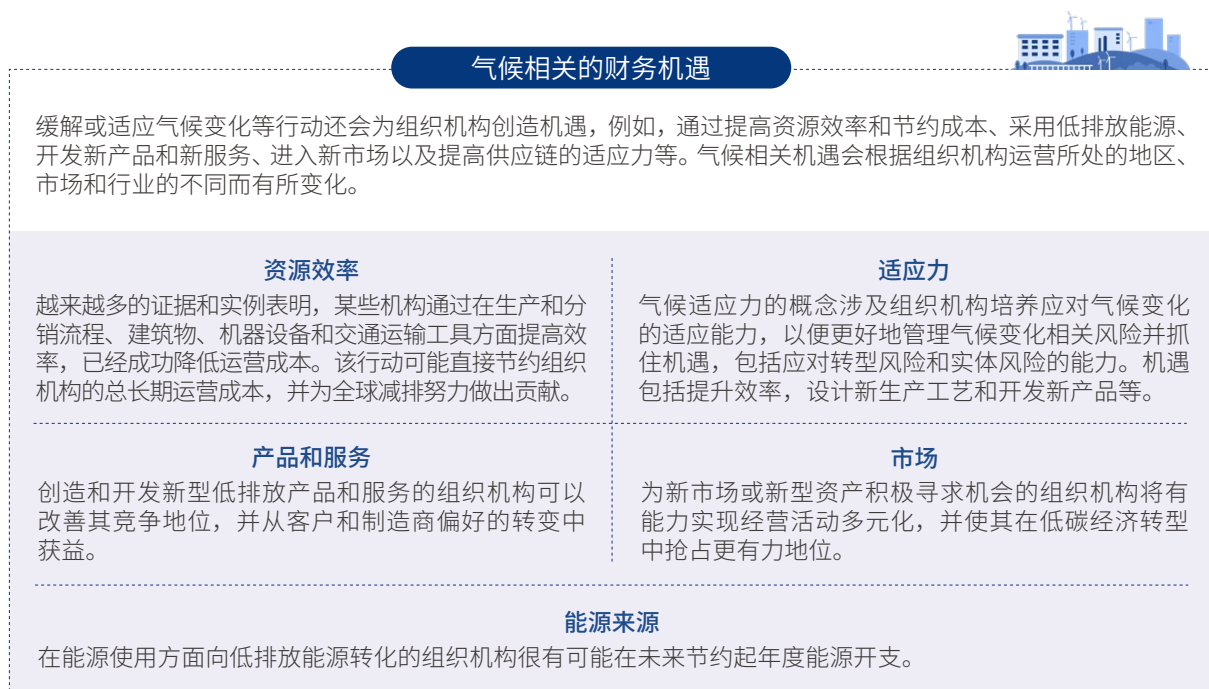 气候相关的财务机遇
缓解或适应气候变化等行动还会为组织机构创造机遇，例如，通过提高资源效率和节约成本、采用低排放能源、
开发新产品和新服务、进入新市场以及提高供应链的适应力等。气候相关机遇会根据组织机构运营所处的地区、
市场和行业的不同而有所变化。
资源效率
越来越多的证据和实例表明，某些机构通过在生产和分
销流程、建筑物、机器设备和交通运输工具方面提高效
率，已经成功降低运营成本。该行动可能直接节约组织
机构的总长期运营成本，并为全球减排努力做出贡献。
适应力
气候适应力的概念涉及组织机构培养应对气候变化
的适应能力，以便更好地管理气候变化相关风险并抓
住机遇，包括应对转型风险和实体风险的能力。机遇
包括提升效率，设计新生产工艺和开发新产品等。
产品和服务
创造和开发新型低排放产品和服务的组织机构可以
改善其竞争地位，并从客户和制造商偏好的转变中
获益。
市场
为新市场或新型资产积极寻求机会的组织机构将有
能力实现经营活动多元化，并使其在低碳经济转型
中抢占更有力地位。
能源来源
在能源使用方面向低排放能源转化的组织机构很有可能在未来节约起年度能源开支。